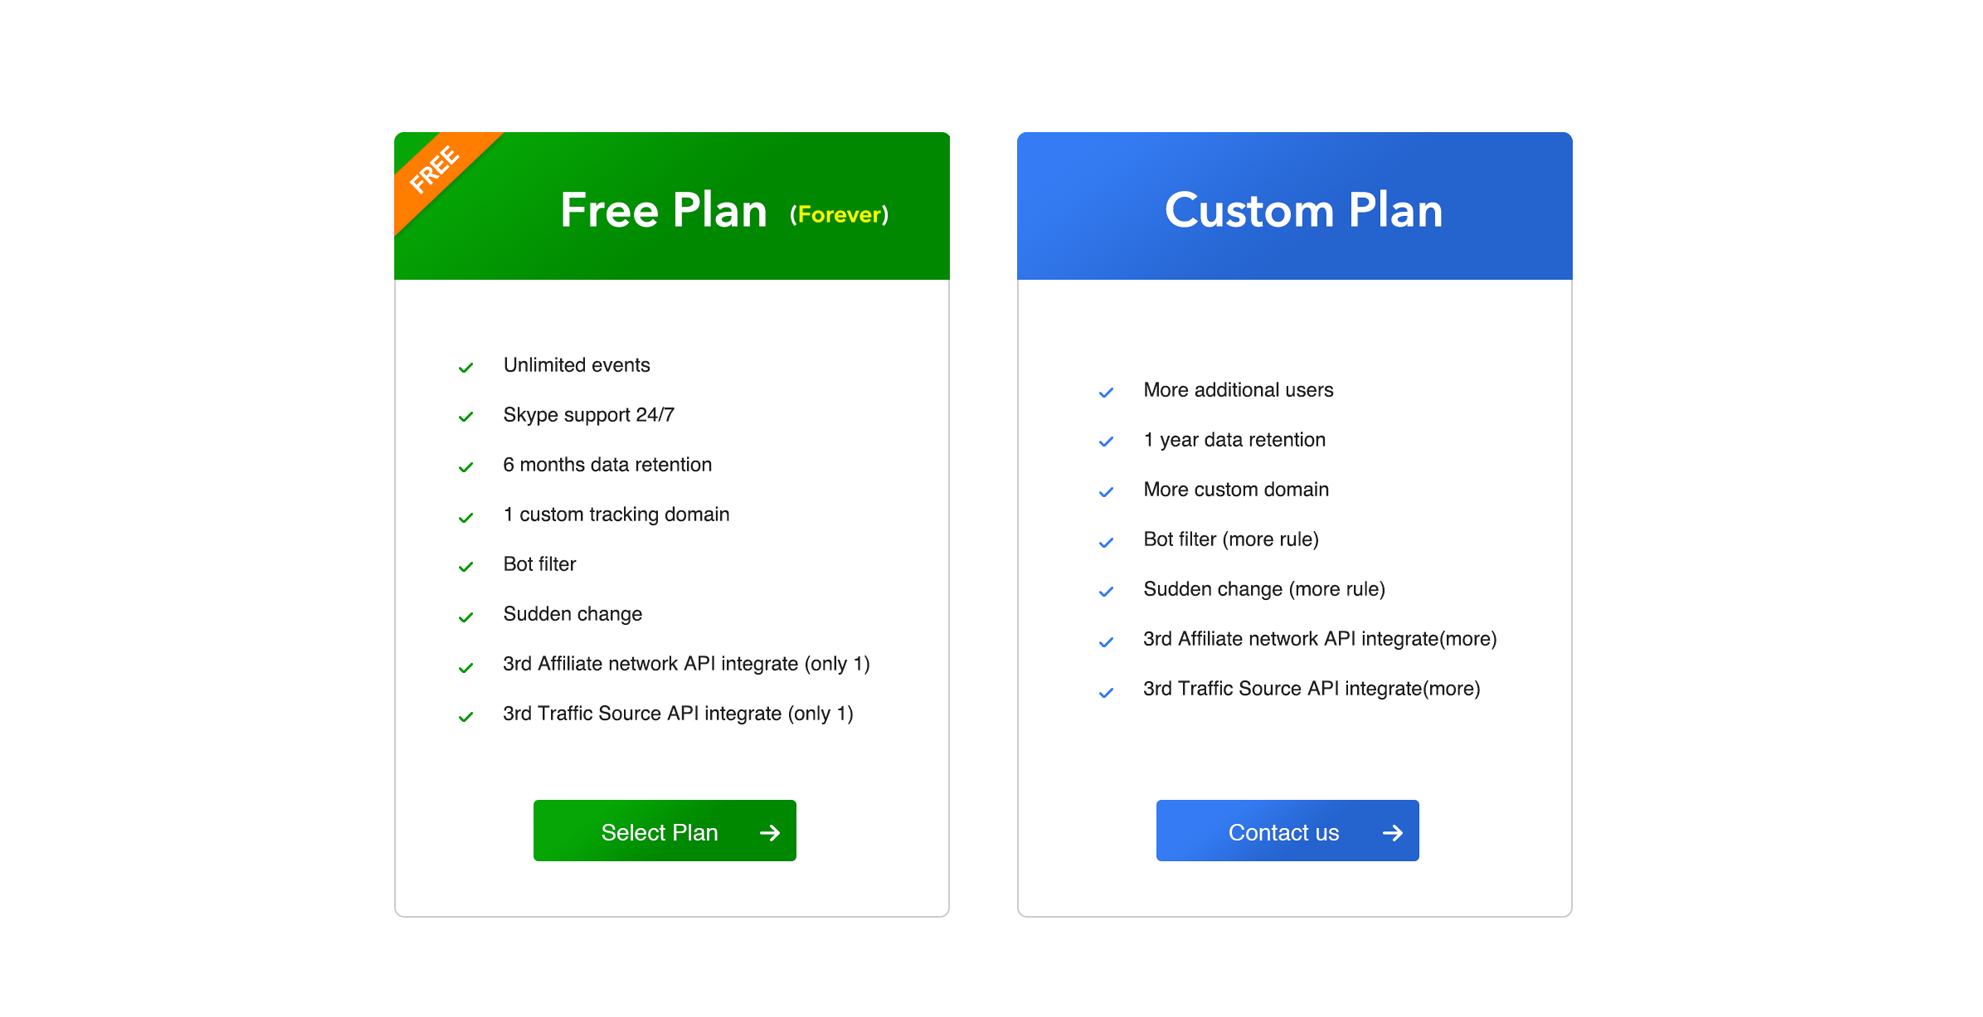 FREE
Free Plan (Forever)
Unlimited events
Skype support 24/7
6 months data retention
1 custom tracking domain
Bot filter
Sudden change
3rd Affiliate network API integrate (only 1)
3rd Traffic Source API integrate (only 1)
Select Plan
Custom Plan
More additional users
1 year data retention
More custom domain
Bot filter (more rule)
Sudden change (more rule)
3rd Affiliate network API integrate(more)
3rd Traffic Source API integrate(more)
Contact us